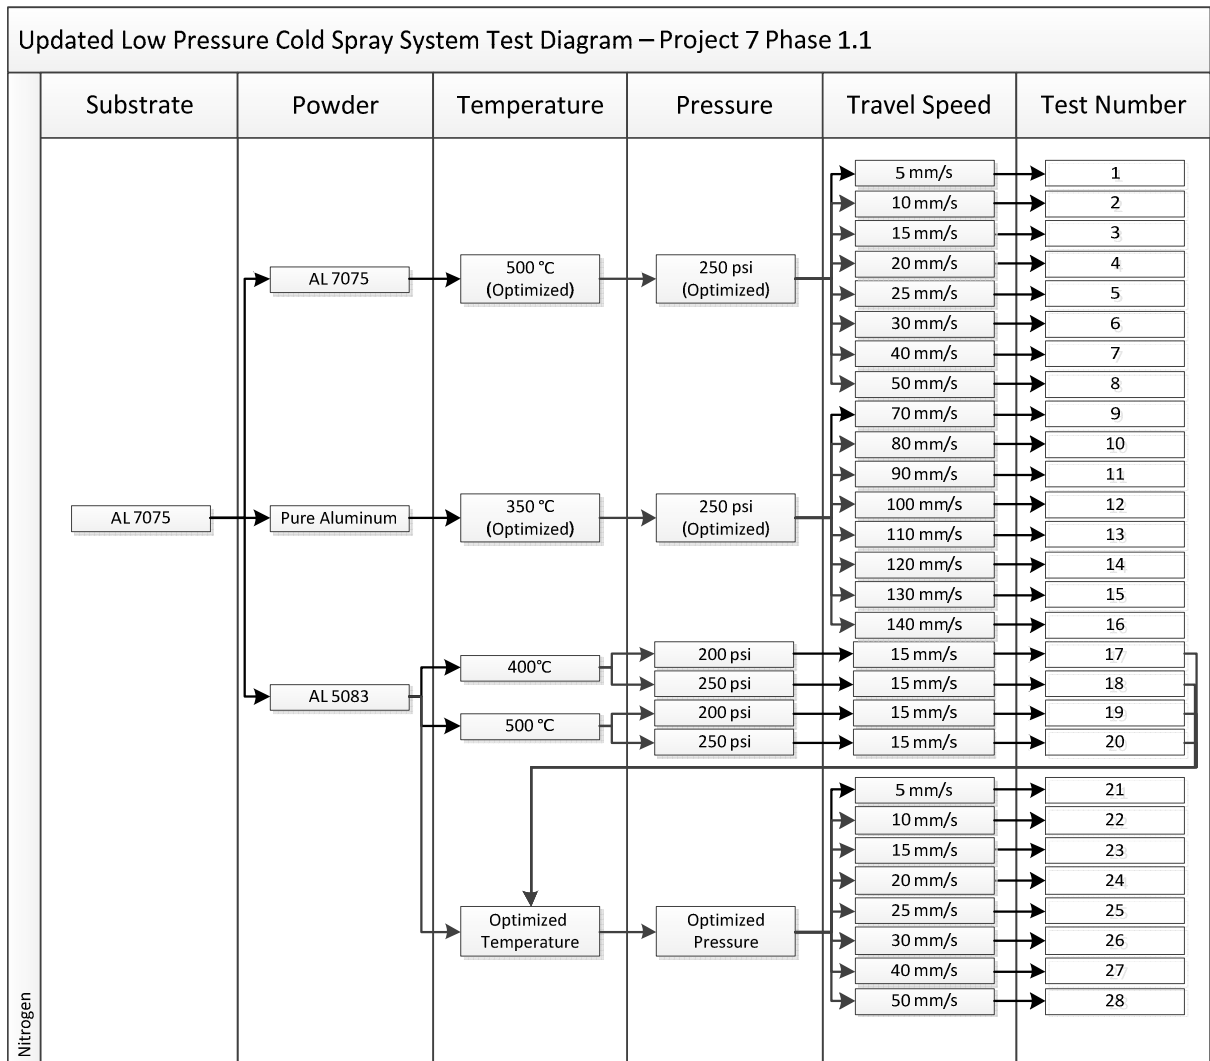 Updated Low Pressure Cold Spray System Test Diagram – Project 7 Phase 1.1
Substrate
Powder
Temperature
Pressure
Travel Speed
Test Number
5 mm/s
1
10 mm/s
2
15 mm/s
3
AL 7075
500 °C
(Optimized)
250 psi
(Optimized)
20 mm/s
4
25 mm/s
5
30 mm/s
6
40 mm/s
7
50 mm/s
8
70 mm/s
9
80 mm/s
10
90 mm/s
11
AL 7075
Pure Aluminum
350 °C
(Optimized)
250 psi
(Optimized)
100 mm/s
12
110 mm/s
13
120 mm/s
14
130 mm/s
15
140 mm/s
16
AL 5083
400°C
200 psi
15 mm/s
17
250 psi
15 mm/s
18
500 °C
200 psi
15 mm/s
19
250 psi
15 mm/s
20
5 mm/s
21
10 mm/s
22
15 mm/s
23
20 mm/s
24
Optimized
Temperature
Optimized
Pressure
25 mm/s
25
30 mm/s
26
40 mm/s
27
50 mm/s
28
Nitrogen